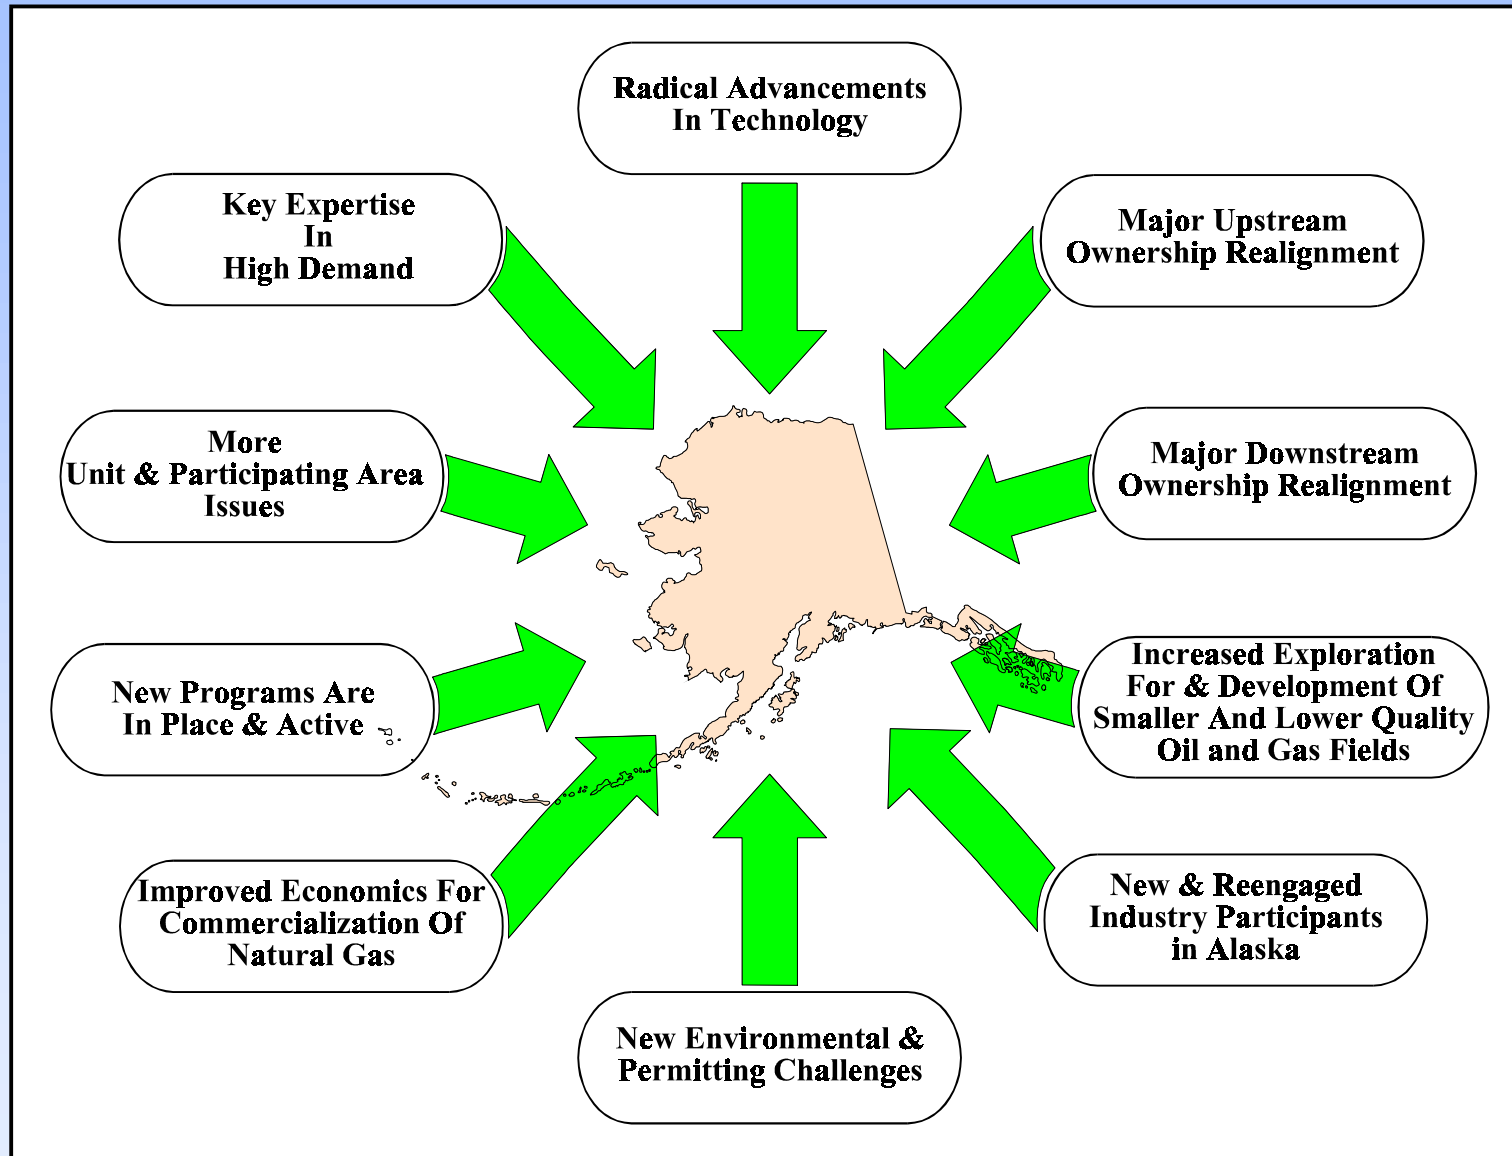 Radical Advancements
In Technology
Key Expertise
In
High Demand
Major Upstream
Ownership Realignment
More
Unit & Participating Area
Issues
Major Downstream
Ownership Realignment
New Programs Are
In Place & Active
Increased Exploration
For & Development Of
Smaller And Lower Quality
Oil and Gas Fields
Improved Economics For
Commercialization Of
Natural Gas
New & Reengaged
Industry Participants
in Alaska
New Environmental &
Permitting Challenges